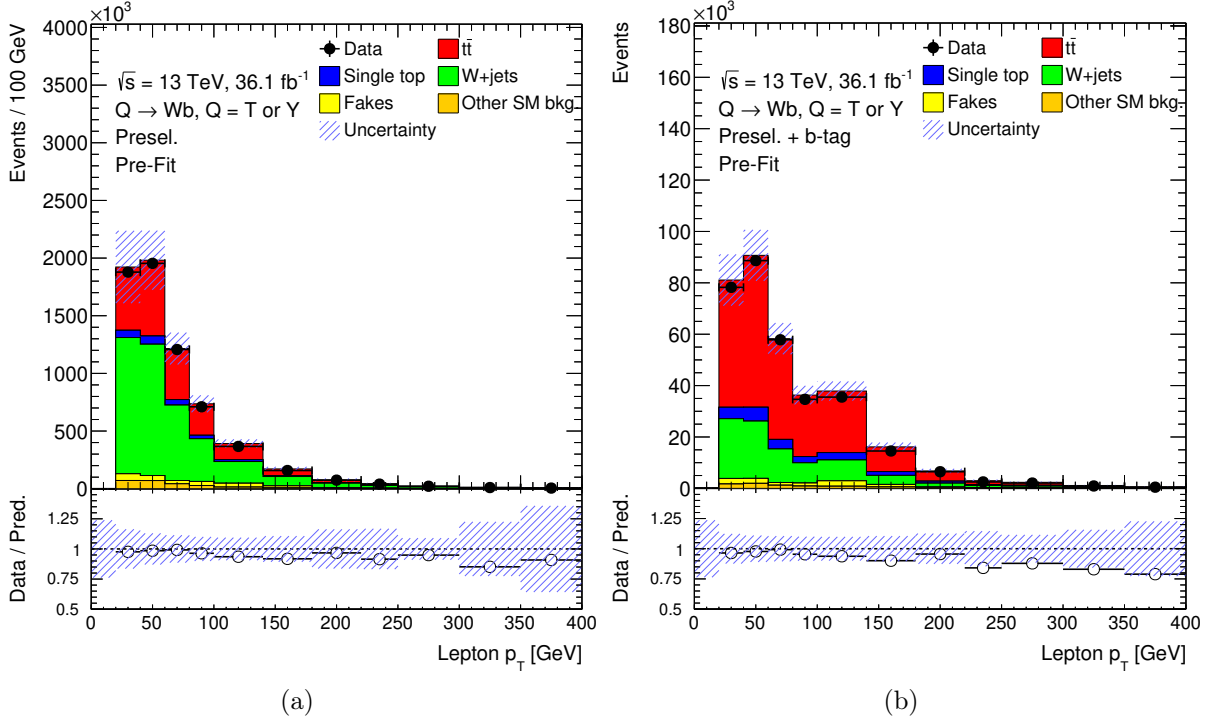 ×10³
Events / 100 GeV
4000
3500
3000
2500
2000
1500
1000
500
0
√s = 13 TeV, 36.1 fb⁻¹
Q → Wb, Q = T or Y
Presel.
Pre-Fit
Data
tt̄
Single top
W+jets
Fakes
Other SM bkg
Uncertainty
Data / Pred.
1.25
1
0.75
0.5
0 50 100 150 200 250 300 350 400
Lepton p_T [GeV]
(a)
×10³
Events
180
160
140
120
100
80
60
40
20
0
√s = 13 TeV, 36.1 fb⁻¹
Q → Wb, Q = T or Y
Presel. + b-tag
Pre-Fit
Data
tt̄
Single top
W+jets
Fakes
Other SM bkg
Uncertainty
Data / Pred.
1.25
1
0.75
0.5
0 50 100 150 200 250 300 350 400
Lepton p_T [GeV]
(b)